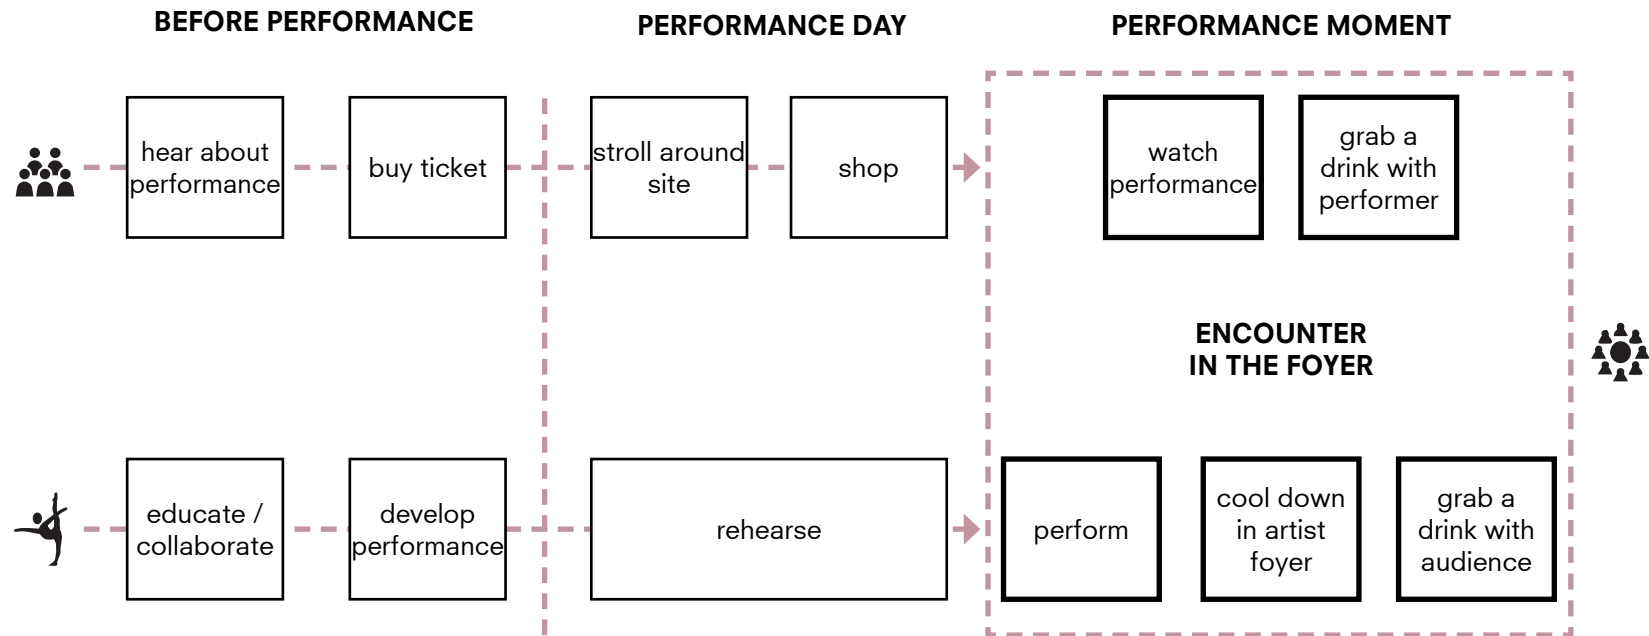 BEFORE PERFORMANCE
PERFORMANCE DAY
PERFORMANCE MOMENT
hear about
performance
buy ticket
stroll around
site
shop
watch
performance
grab a
drink with
performer
ENCOUNTER
IN THE FOYER
educate /
collaborate
develop
performance
rehearse
perform
cool down
in artist
foyer
grab a
drink with
audience